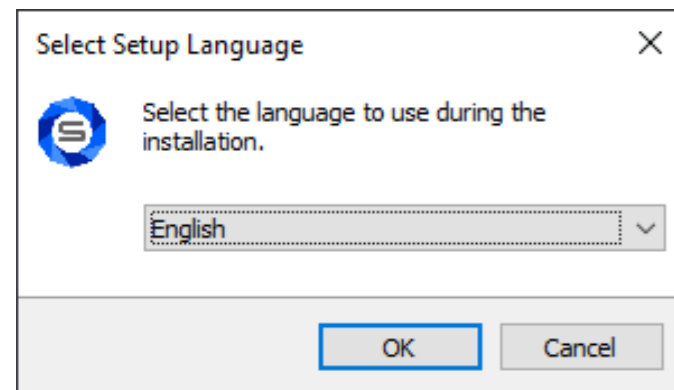 Select Setup Language
Select the language to use during the
installation.
English
OK
Cancel